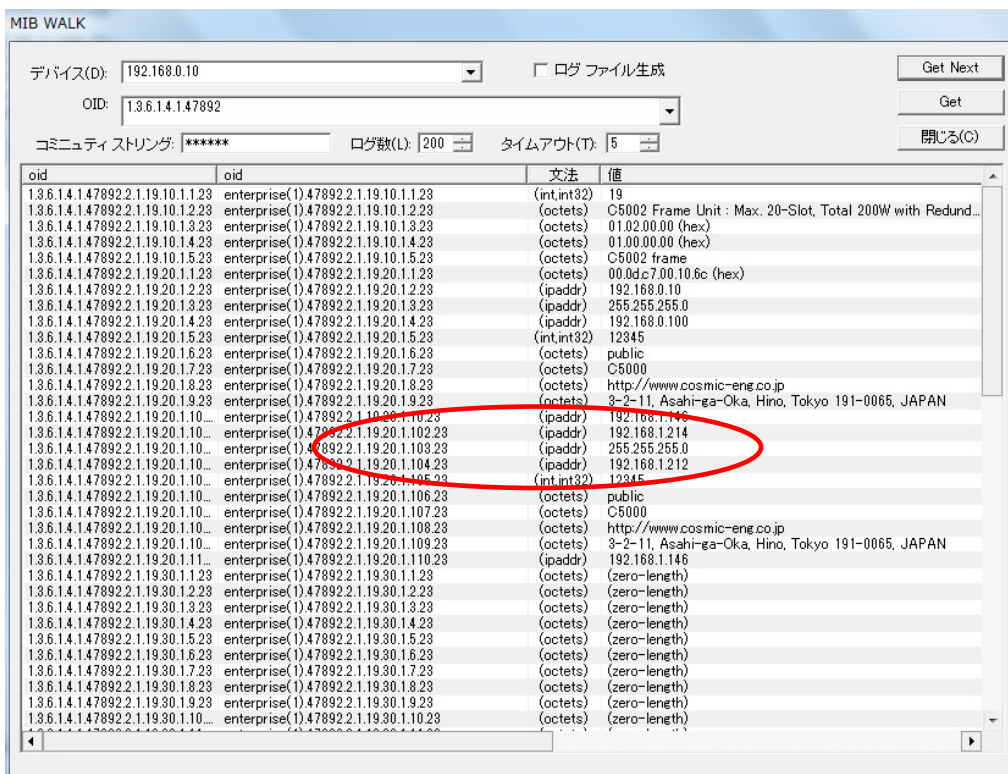 MIB WALK
デバイス(D): 192.168.0.10 ログ ファイル生成 Get Next
OID: 1.3.6.1.4.1.47892 Get
コミニュティ ストリング: ****** ログ数(L): 200 タイムアウト(T): 5 閉じる(C)
oid oid 文法 値
1.3.6.1.4.1.47892.2.1.19.10.1.1.23 enterprise(1).47892.2.1.19.10.1.1.23 (int,int32) 19
1.3.6.1.4.1.47892.2.1.19.10.1.2.23 enterprise(1).47892.2.1.19.10.1.2.23 (octets) C5002 Frame Unit : Max. 20-Slot, Total 200W with Redund...
1.3.6.1.4.1.47892.2.1.19.10.1.3.23 enterprise(1).47892.2.1.19.10.1.3.23 (octets) 01.02.00.00 (hex)
1.3.6.1.4.1.47892.2.1.19.10.1.4.23 enterprise(1).47892.2.1.19.10.1.4.23 (octets) 01.00.00.00 (hex)
1.3.6.1.4.1.47892.2.1.19.10.1.5.23 enterprise(1).47892.2.1.19.10.1.5.23 (octets) C5002 frame
1.3.6.1.4.1.47892.2.1.19.20.1.1.23 enterprise(1).47892.2.1.19.20.1.1.23 (octets) 00.0d.c7.00.10.6c (hex)
1.3.6.1.4.1.47892.2.1.19.20.1.2.23 enterprise(1).47892.2.1.19.20.1.2.23 (ipaddr) 192.168.0.10
1.3.6.1.4.1.47892.2.1.19.20.1.3.23 enterprise(1).47892.2.1.19.20.1.3.23 (ipaddr) 255.255.255.0
1.3.6.1.4.1.47892.2.1.19.20.1.4.23 enterprise(1).47892.2.1.19.20.1.4.23 (ipaddr) 192.168.0.100
1.3.6.1.4.1.47892.2.1.19.20.1.5.23 enterprise(1).47892.2.1.19.20.1.5.23 (int,int32) 12345
1.3.6.1.4.1.47892.2.1.19.20.1.6.23 enterprise(1).47892.2.1.19.20.1.6.23 (octets) public
1.3.6.1.4.1.47892.2.1.19.20.1.7.23 enterprise(1).47892.2.1.19.20.1.7.23 (octets) C5000
1.3.6.1.4.1.47892.2.1.19.20.1.8.23 enterprise(1).47892.2.1.19.20.1.8.23 (octets) http://www.cosmic-eng.co.jp
1.3.6.1.4.1.47892.2.1.19.20.1.9.23 enterprise(1).47892.2.1.19.20.1.9.23 (octets) 3-2-11, Asahi-ga-Oka, Hino, Tokyo 191-0065, JAPAN
1.3.6.1.4.1.47892.2.1.19.20.1.10... enterprise(1).47892.2.1.19.20.1.10.23 (ipaddr) 192.168.1.146
1.3.6.1.4.1.47892.2.1.19.20.1.10... enterprise(1).47892.2.1.19.20.1.102.23 (ipaddr) 192.168.1.214
1.3.6.1.4.1.47892.2.1.19.20.1.10... enterprise(1).47892.2.1.19.20.1.103.23 (ipaddr) 255.255.255.0
1.3.6.1.4.1.47892.2.1.19.20.1.10... enterprise(1).47892.2.1.19.20.1.104.23 (ipaddr) 192.168.1.212
1.3.6.1.4.1.47892.2.1.19.20.1.10... enterprise(1).47892.2.1.19.20.1.105.23 (int,int32) 12345
1.3.6.1.4.1.47892.2.1.19.20.1.10... enterprise(1).47892.2.1.19.20.1.106.23 (octets) public
1.3.6.1.4.1.47892.2.1.19.20.1.10... enterprise(1).47892.2.1.19.20.1.107.23 (octets) C5000
1.3.6.1.4.1.47892.2.1.19.20.1.10... enterprise(1).47892.2.1.19.20.1.108.23 (octets) http://www.cosmic-eng.co.jp
1.3.6.1.4.1.47892.2.1.19.20.1.10... enterprise(1).47892.2.1.19.20.1.109.23 (octets) 3-2-11, Asahi-ga-Oka, Hino, Tokyo 191-0065, JAPAN
1.3.6.1.4.1.47892.2.1.19.20.1.11... enterprise(1).47892.2.1.19.20.1.110.23 (ipaddr) 192.168.1.146
1.3.6.1.4.1.47892.2.1.19.30.1.1.23 enterprise(1).47892.2.1.19.30.1.1.23 (octets) (zero-length)
1.3.6.1.4.1.47892.2.1.19.30.1.2.23 enterprise(1).47892.2.1.19.30.1.2.23 (octets) (zero-length)
1.3.6.1.4.1.47892.2.1.19.30.1.3.23 enterprise(1).47892.2.1.19.30.1.3.23 (octets) (zero-length)
1.3.6.1.4.1.47892.2.1.19.30.1.4.23 enterprise(1).47892.2.1.19.30.1.4.23 (octets) (zero-length)
1.3.6.1.4.1.47892.2.1.19.30.1.5.23 enterprise(1).47892.2.1.19.30.1.5.23 (octets) (zero-length)
1.3.6.1.4.1.47892.2.1.19.30.1.6.23 enterprise(1).47892.2.1.19.30.1.6.23 (octets) (zero-length)
1.3.6.1.4.1.47892.2.1.19.30.1.7.23 enterprise(1).47892.2.1.19.30.1.7.23 (octets) (zero-length)
1.3.6.1.4.1.47892.2.1.19.30.1.8.23 enterprise(1).47892.2.1.19.30.1.8.23 (octets) (zero-length)
1.3.6.1.4.1.47892.2.1.19.30.1.9.23 enterprise(1).47892.2.1.19.30.1.9.23 (octets) (zero-length)
1.3.6.1.4.1.47892.2.1.19.30.1.10... enterprise(1).47892.2.1.19.30.1.10.23 (octets) (zero-length)